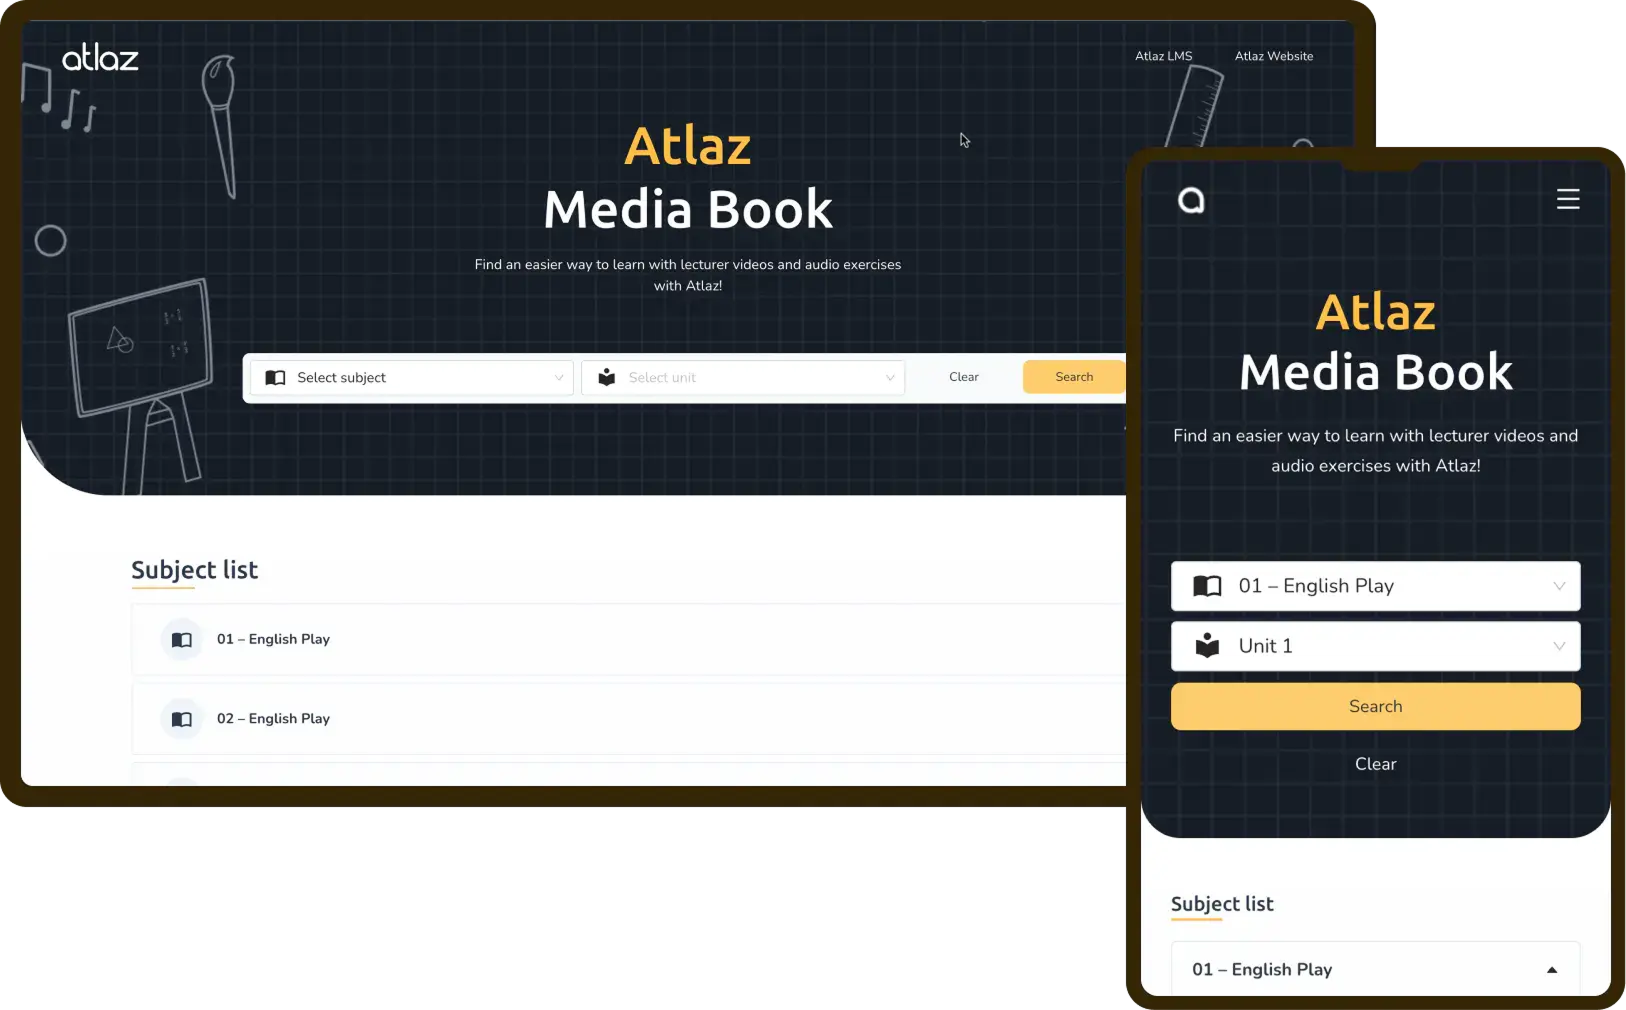 atlaz
Atlaz LMS
Atlaz Website
Atlaz
Media Book
Find an easier way to learn with lecturer videos and audio exercises
with Atlaz!
Select subject
Select unit
Clear
Search
Subject list
01 – English Play
02 – English Play
a
Atlaz
Media Book
Find an easier way to learn with lecturer videos and
audio exercises with Atlaz!
01 – English Play
Unit 1
Search
Clear
Subject list
01 – English Play